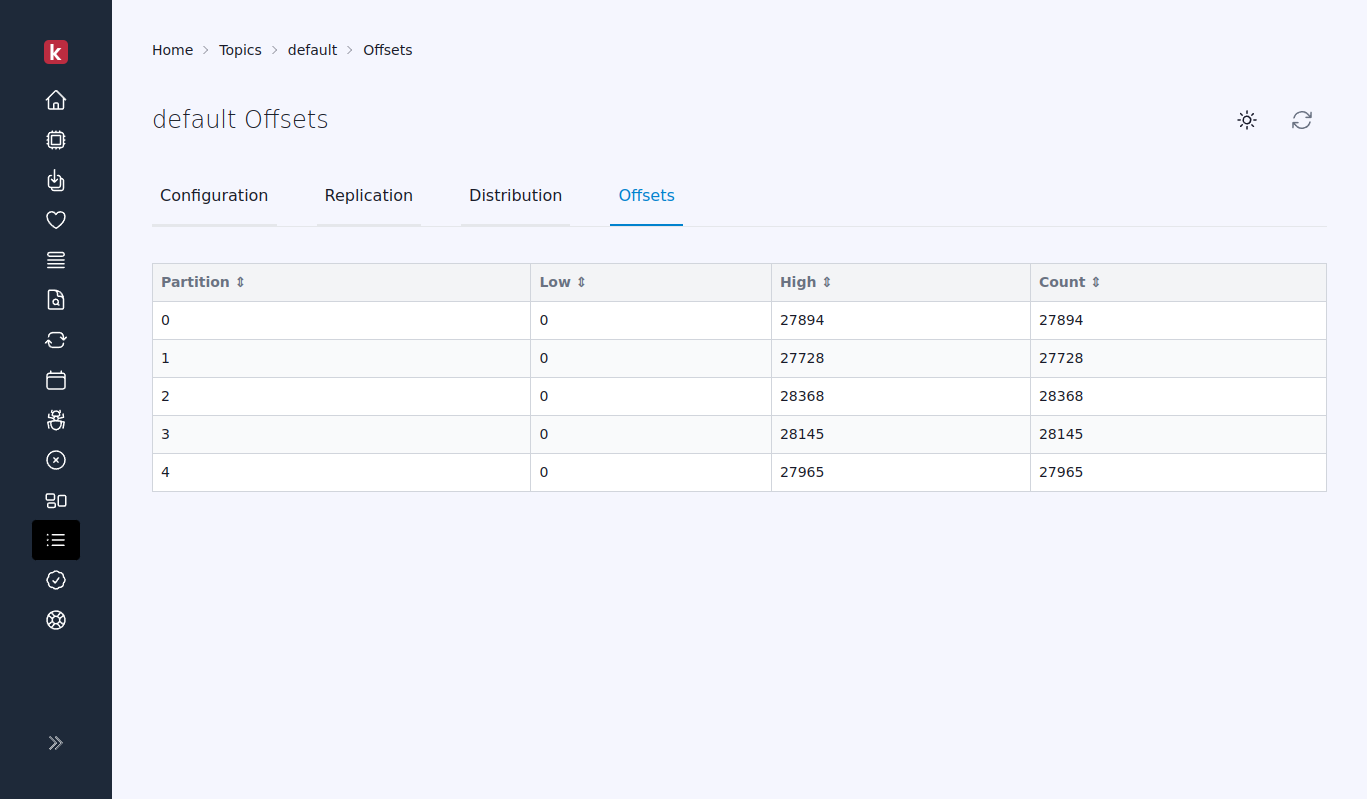 k
Home Topics default Offsets
default Offsets
Configuration Replication Distribution Offsets
Partition ⇕ Low ⇕ High ⇕ Count ⇕
0 0 27894 27894
1 0 27728 27728
2 0 28368 28368
3 0 28145 28145
4 0 27965 27965